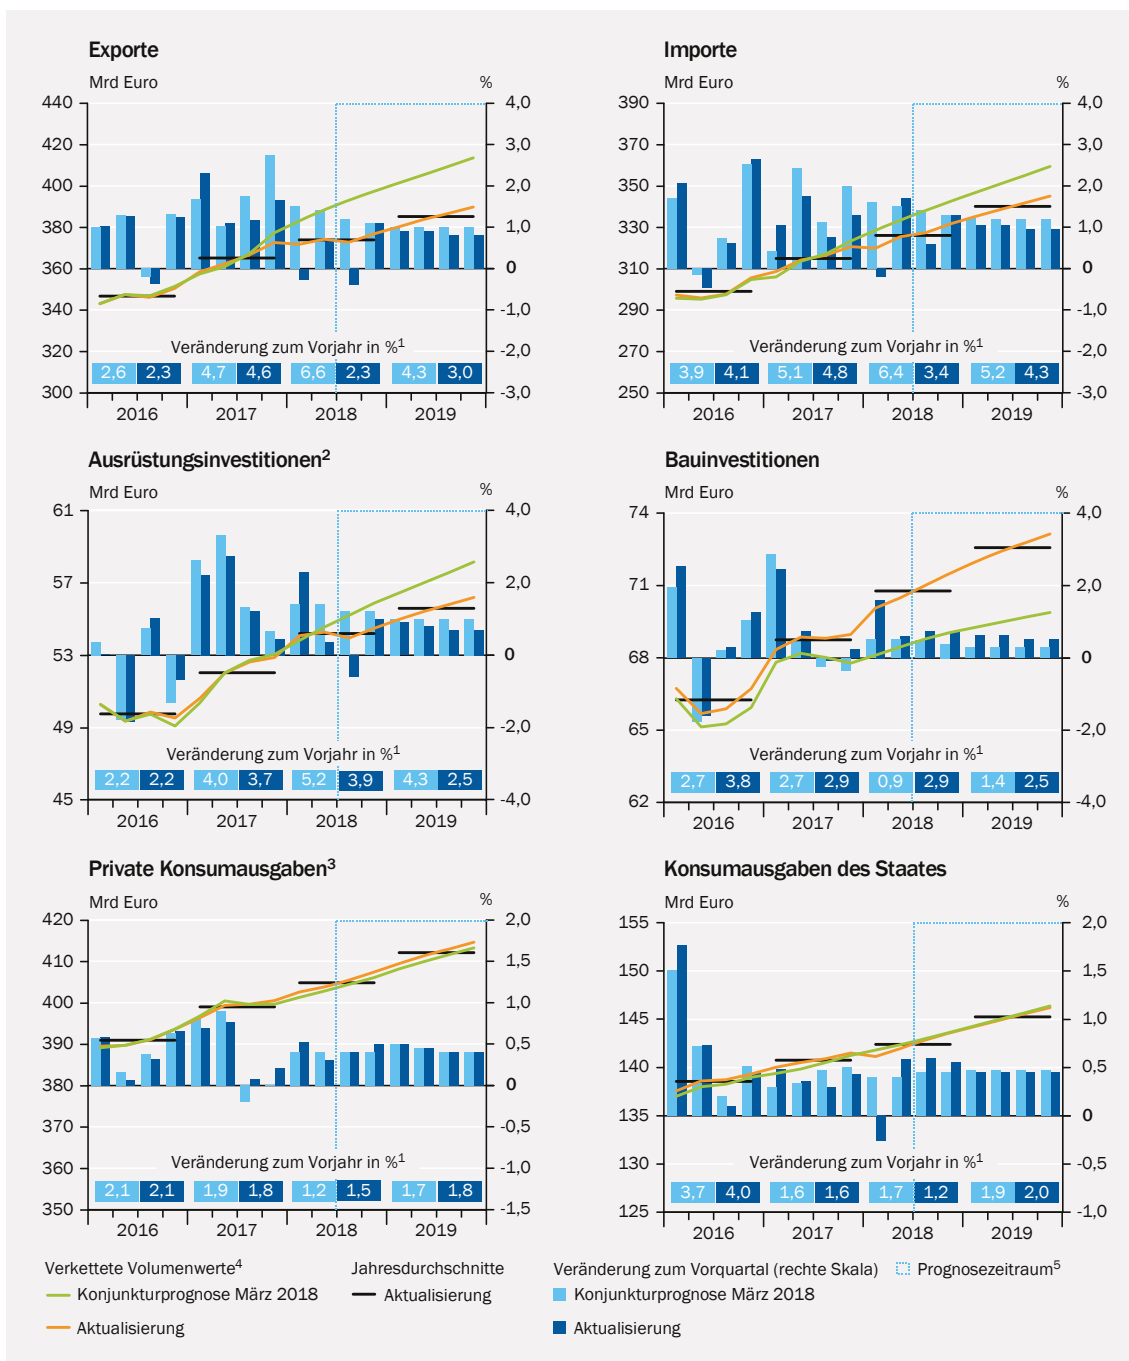 Exporte
Mrd Euro %
440 4,0
420 3,0
400 2,0
380 1,0
360 0
340 -1,0
Veränderung zum Vorjahr in %1
320 -2,0
2,6 2,3 4,7 4,6 6,6 2,3 4,3 3,0
300 -3,0
2016 2017 2018 2019
Importe
Mrd Euro %
390 4,0
370 3,0
350 2,0
330 1,0
310 0
290 -1,0
Veränderung zum Vorjahr in %1
270 -2,0
3,9 4,1 5,1 4,8 6,4 3,4 5,2 4,3
250 -3,0
2016 2017 2018 2019
Ausrüstungsinvestitionen2
Mrd Euro %
61 4,0
57 2,0
53 0
49 -2,0
Veränderung zum Vorjahr in %1
2,2 2,2 4,0 3,7 5,2 3,9 4,3 2,5
45 -4,0
2016 2017 2018 2019
Bauinvestitionen
Mrd Euro %
74 4,0
71 2,0
68 0
65 -2,0
Veränderung zum Vorjahr in %1
2,7 3,8 2,7 2,9 0,9 2,9 1,4 2,5
62 -4,0
2016 2017 2018 2019
Private Konsumausgaben3
Mrd Euro %
420 2,0
410 1,5
400 1,0
390 0,5
380 0
370 -0,5
Veränderung zum Vorjahr in %1
360 -1,0
2,1 2,1 1,9 1,8 1,2 1,5 1,7 1,8
350 -1,5
2016 2017 2018 2019
Konsumausgaben des Staates
Mrd Euro %
155 2,0
150 1,5
145 1,0
140 0,5
135 0
Veränderung zum Vorjahr in %1
130 -0,5
3,7 4,0 1,6 1,6 1,7 1,2 1,9 2,0
125 -1,0
2016 2017 2018 2019
Verkettete Volumenwerte4
Konjunkturprognose März 2018
Aktualisierung
Jahresdurchschnitte
Aktualisierung
Veränderung zum Vorquartal (rechte Skala)
Konjunkturprognose März 2018
Aktualisierung
Prognosezeitraum5